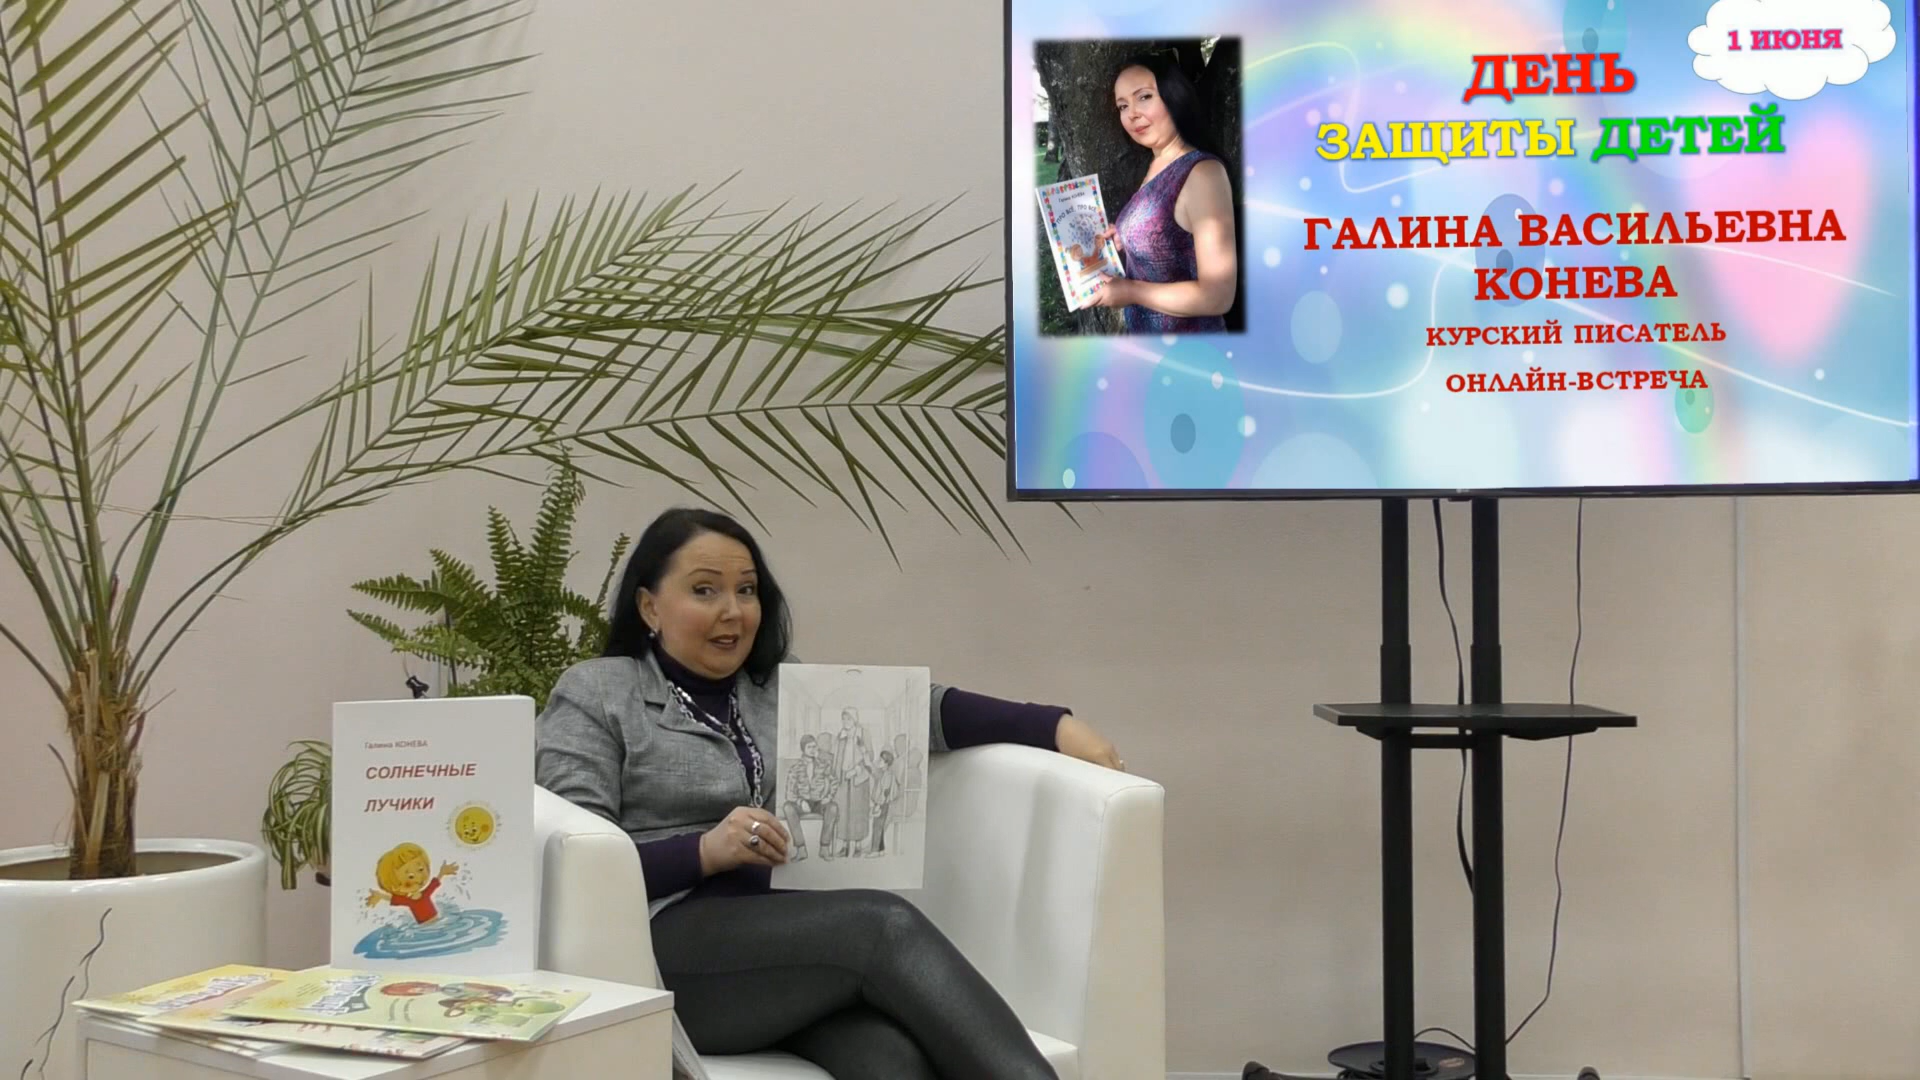 1 ИЮНЯ
ДЕНЬ
ЗАЩИТЫ ДЕТЕЙ
ГАЛИНА ВАСИЛЬЕВНА
КОНЕВА
КУРСКИЙ ПИСАТЕЛЬ
ОНЛАЙН-ВСТРЕЧА
Галина КОНЕВА
СОЛНЕЧНЫЕ
ЛУЧИКИ